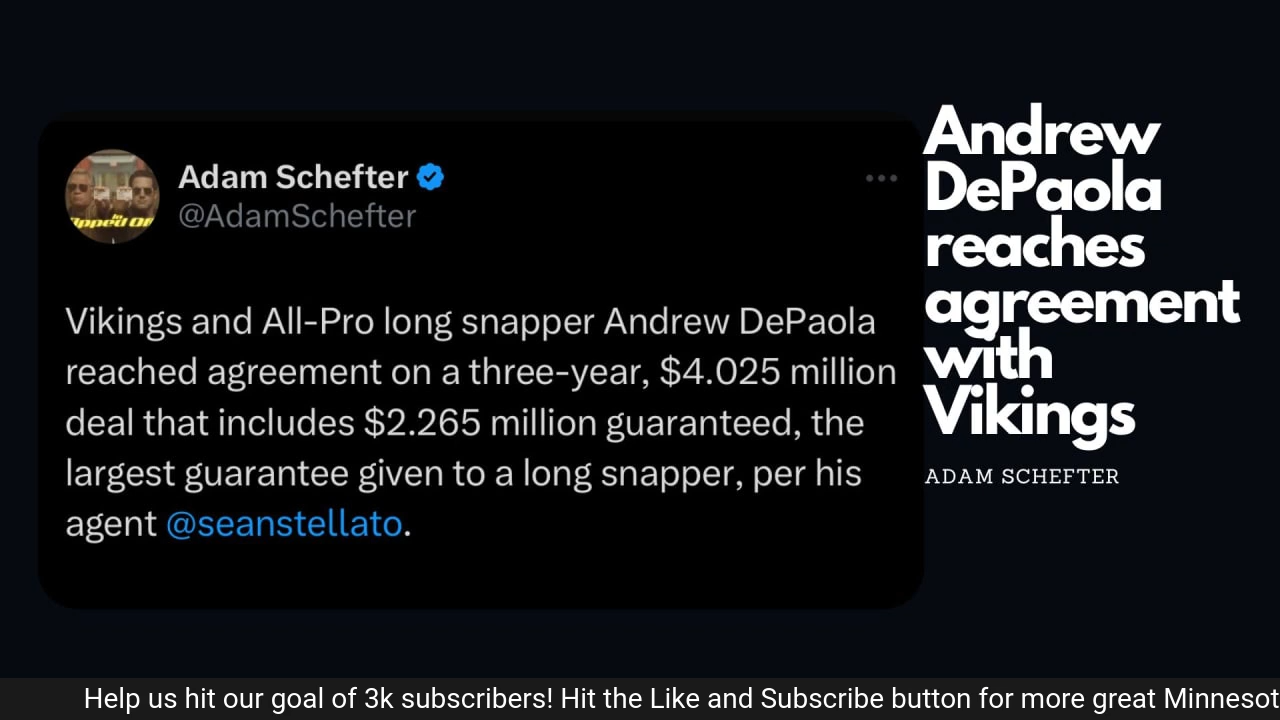 Adam Schefter
@AdamSchefter
Vikings and All-Pro long snapper Andrew DePaola
reached agreement on a three-year, $4.025 million
deal that includes $2.265 million guaranteed, the
largest guarantee given to a long snapper, per his
agent @seanstellato.
Andrew
DePaola
reaches
agreement
with
Vikings
ADAM SCHEFTER
Help us hit our goal of 3k subscribers! Hit the Like and Subscribe button for more great Minnesot